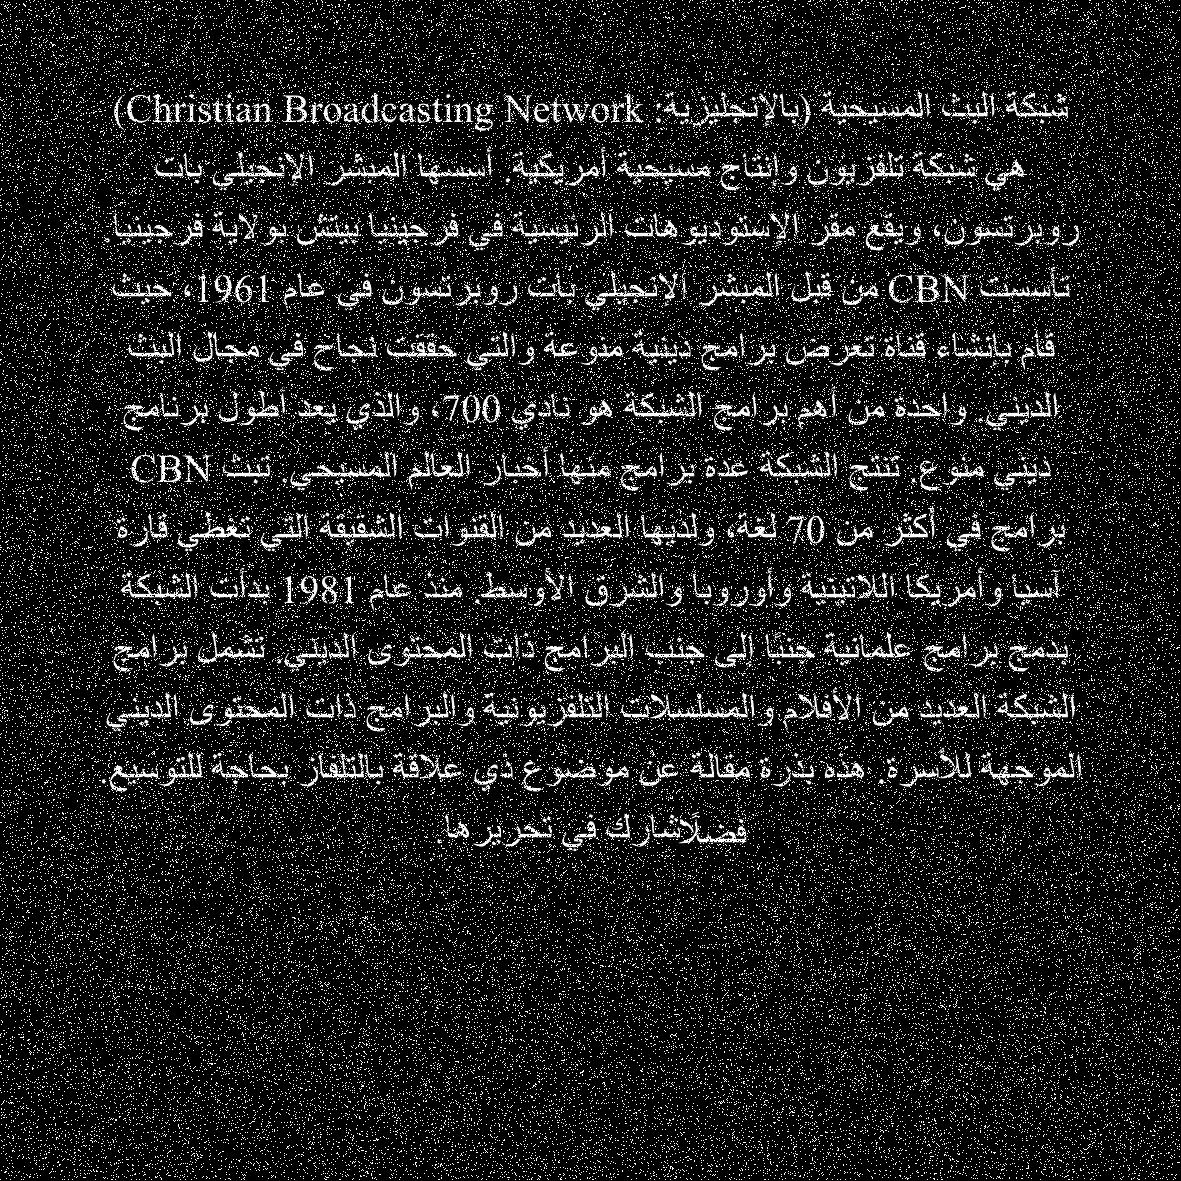 شبكة البث المسيحية (بالإنجليزية: Christian Broadcasting Network)
هي شبكة تلفزيون وإنتاج مسيحية أمريكية. أسسها المبشر الإنجيلي بات
روبرتسون، ويقع مقر الإستوديوهات الرئيسية في فرجينيا بيتش بولاية فرجينيا.
تأسست CBN من قبل المبشر الانجيلي بات روبرتسون في عام 1961، حيث
قام بإنشاء قناة تعرض برامج دينية منوعة والتي حققت نجاح في مجال البث
الديني. واحدة من أهم برامج الشبكة هو نادي 700، والذي يعد اطول برنامج
ديني منوع. تنتج الشبكة عدة برامج منها أخبار العالم المسيحي. تبث CBN
برامج في أكثر من 70 لغة، ولديها العديد من القنوات الشقيقة التي تغطي قارة
آسيا وأمريكا اللاتينية وأوروبا والشرق الأوسط. منذ عام 1981 بدأت الشبكة
بدمج برامج علمانية جنبًا إلى جنب البرامج ذات المحتوى الديني. تشمل برامج
الشبكة العديد من الأفلام والمسلسلات التلفزيونية والبرامج ذات المحتوى الديني
الموجهة للأسرة. هذه بذرة مقالة عن موضوع ذي علاقة بالتلفاز بحاجة للتوسيع.
فضلًاشارك في تحريرها.